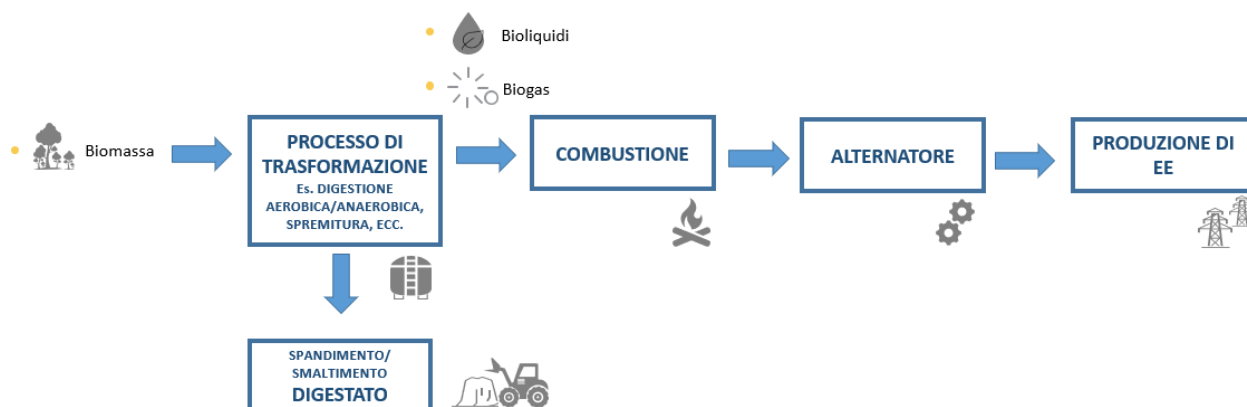 Bioliquidi
Biogas
Biomassa
PROCESSO DI
TRASFORMAZIONE
Es. DIGESTIONE
AEROBICA/ANAEROBICA,
SPREMITURA, ECC.
COMBUSTIONE
ALTERNATORE
PRODUZIONE DI
EE
SPANDIMENTO/
SMALTIMENTO
DIGESTATO